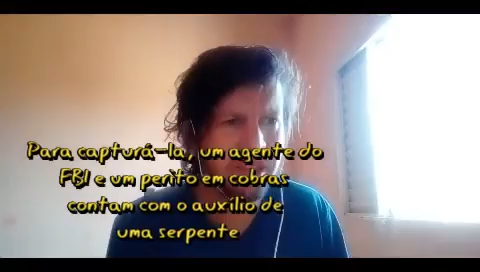 Para capturá-la, um agente do
FBI e um perito em cobras
contam com o auxílio de
uma serpente